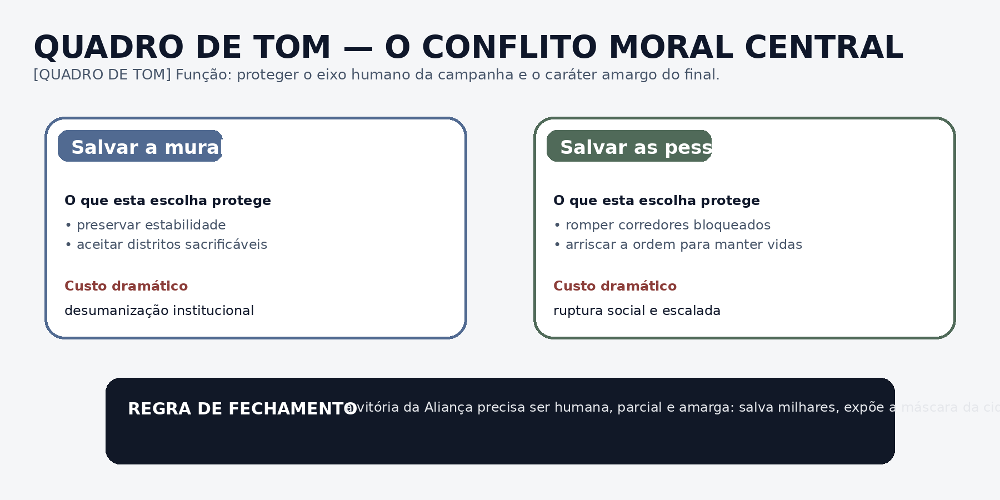 QUADRO DE TOM — O CONFLITO MORAL CENTRAL
[QUADRO DE TOM] Função: proteger o eixo humano da campanha e o caráter amargo do final.
Salvar a mural
O que esta escolha protege
• preservar estabilidade
• aceitar distritos sacrificáveis
Custo dramático
desumanização institucional
Salvar as pess
O que esta escolha protege
• romper corredores bloqueados
• arriscar a ordem para manter vidas
Custo dramático
ruptura social e escalada
REGRA DE FECHAMENTO
a vitória da Aliança precisa ser humana, parcial e amarga: salva milhares, expõe a máscara da cid